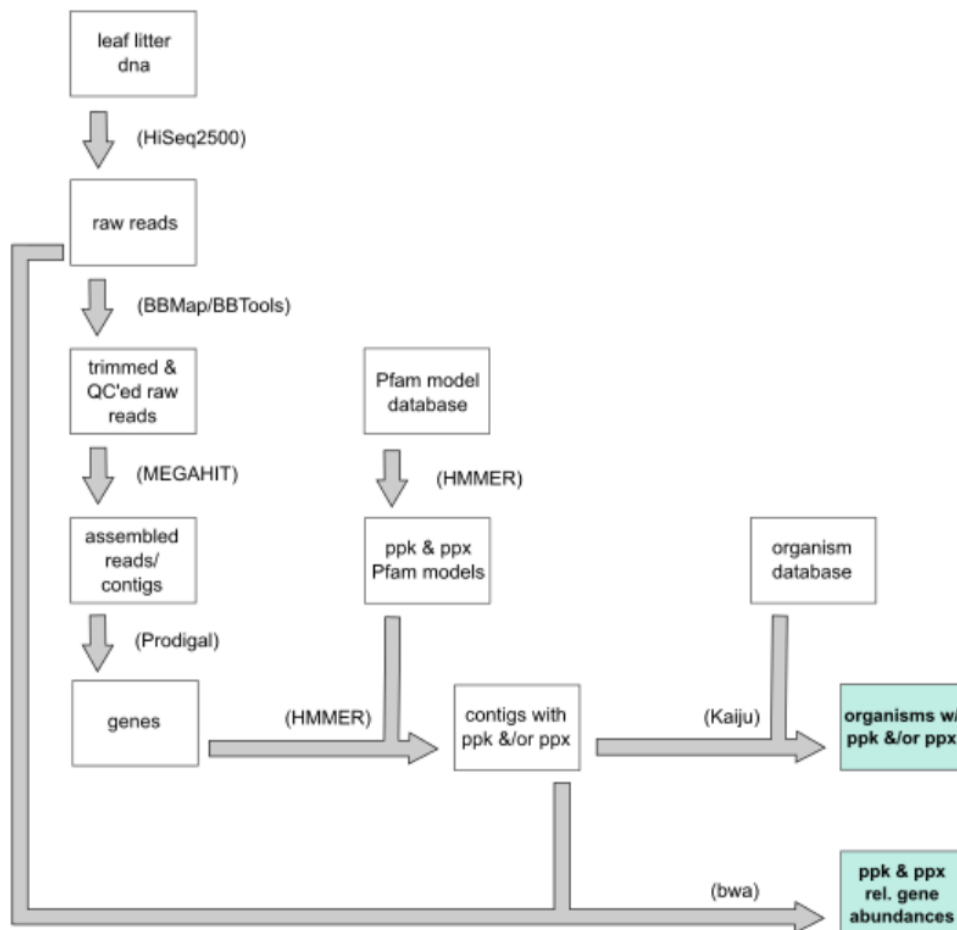 leaf litter
dna
(HiSeq2500)
raw reads
(BBMap/BBTools)
trimmed &
QC'ed raw
reads
Pfam model
database
(MEGAHIT)
(HMMER)
assembled
reads/
contigs
ppk & ppx
Pfam models
organism
database
(Prodigal)
genes
(HMMER)
contigs with
ppk &/or ppx
(Kaiju)
organisms w/
ppk &/or ppx
(bwa)
ppk & ppx
rel. gene
abundances